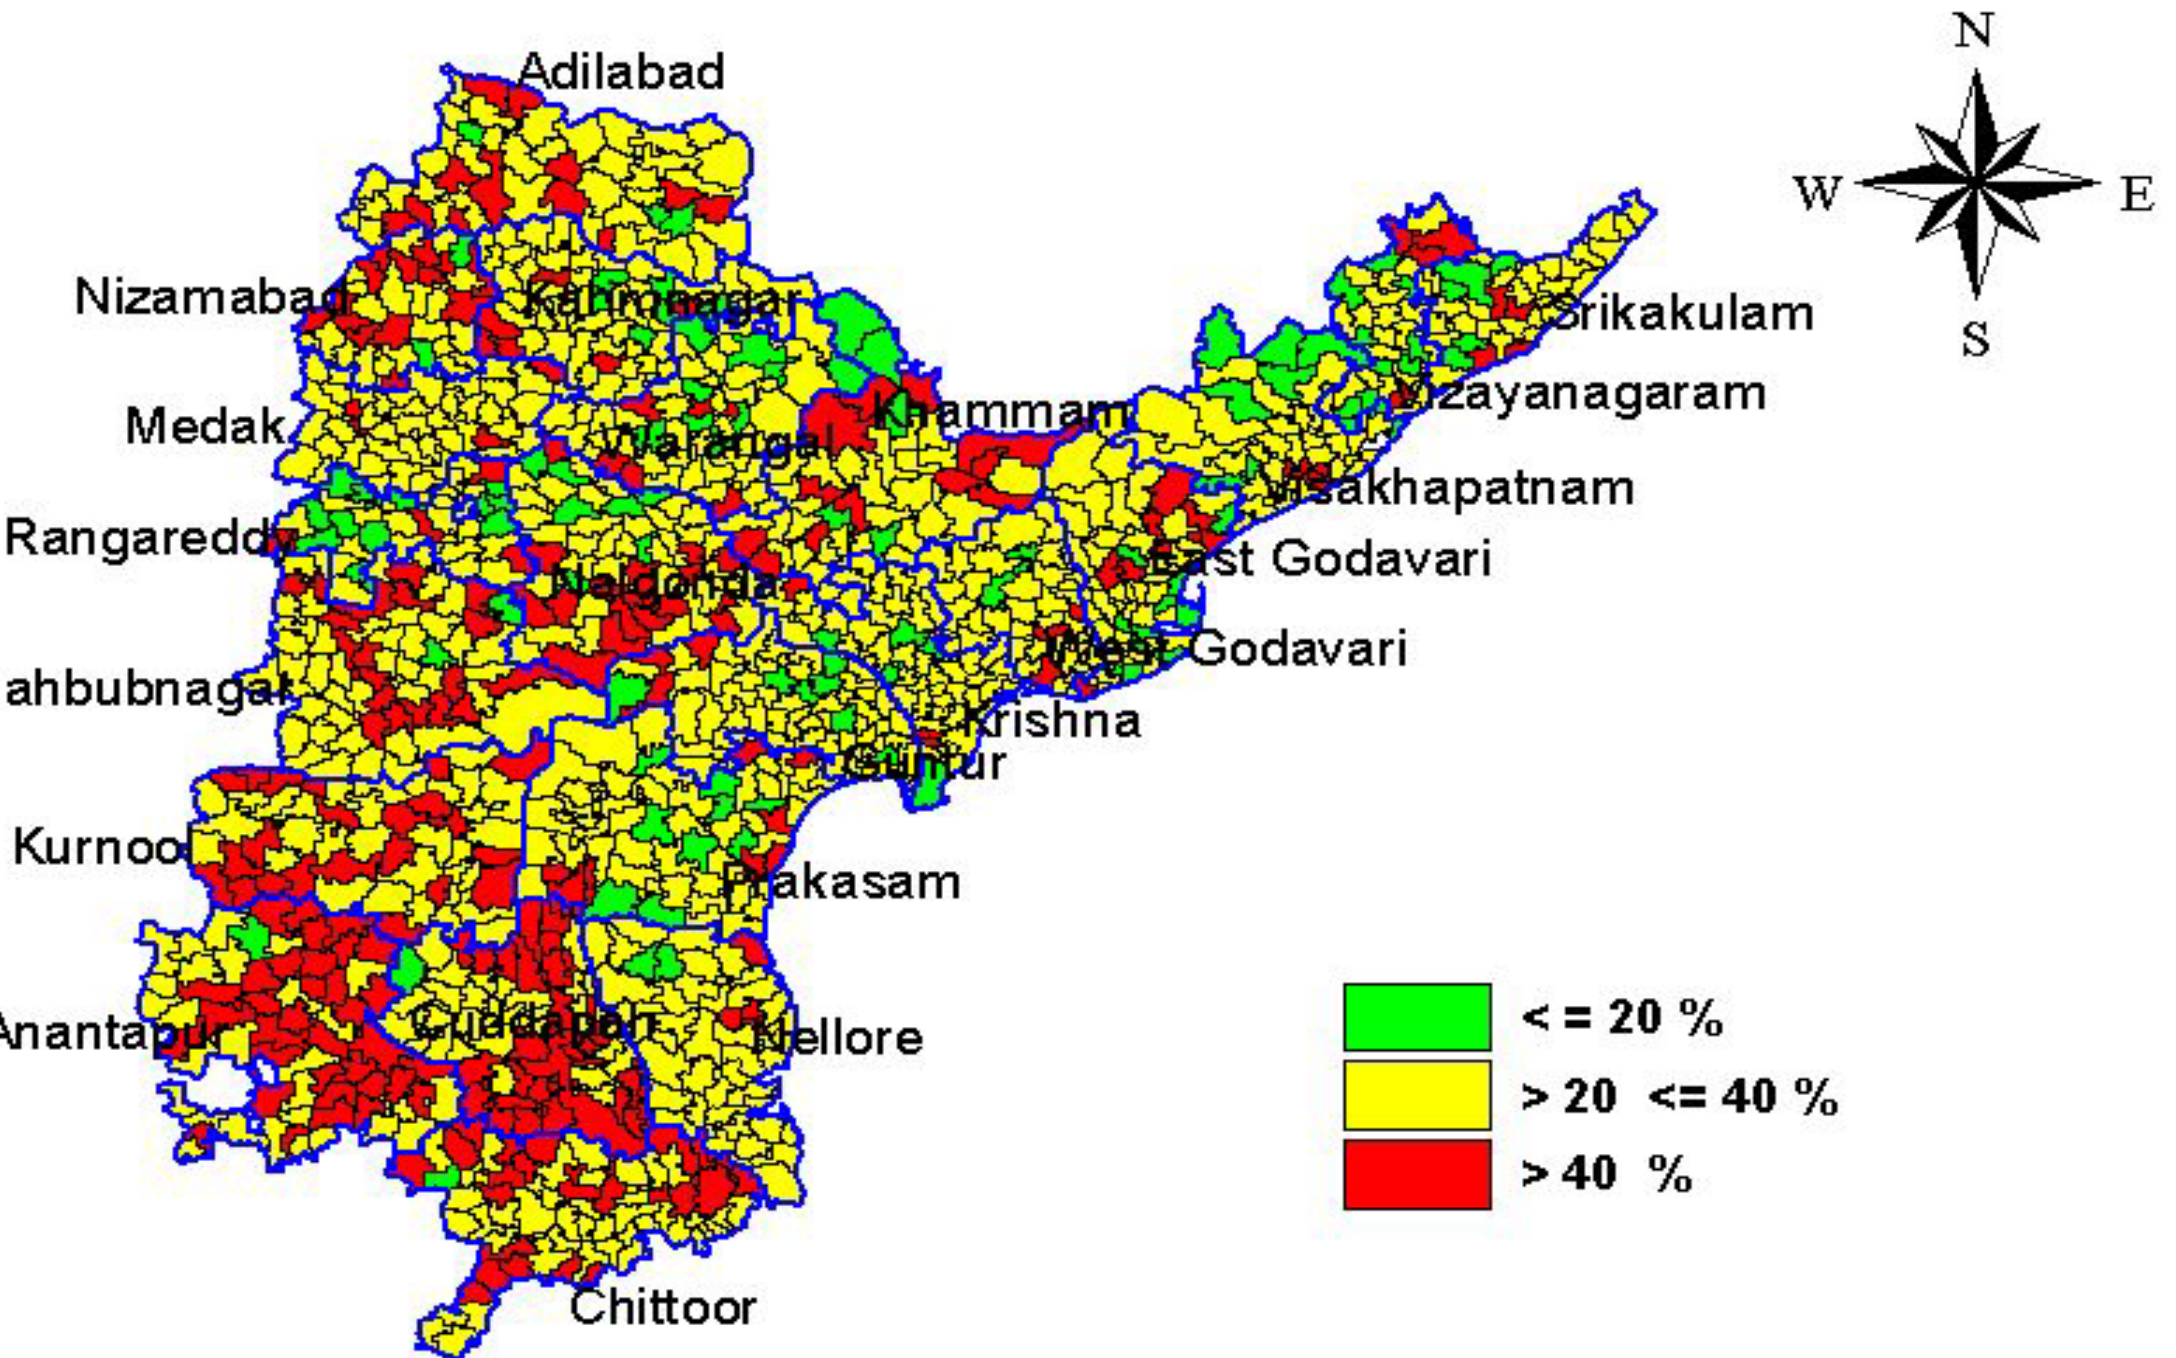 N
Adilabad
W
E
Nizamabad
Karimnagar
Srikakulam
S
Medak
Khammam
Vizayanagaram
Warangal
Visakhapatnam
Rangareddy
East Godavari
Nalgonda
West Godavari
ahbubnagar
Krishna
Guntur
Kurnool
Prakasam
< = 20 %
Anantapur
Cuddapah
Nellore
> 20 <= 40 %
> 40 %
Chittoor